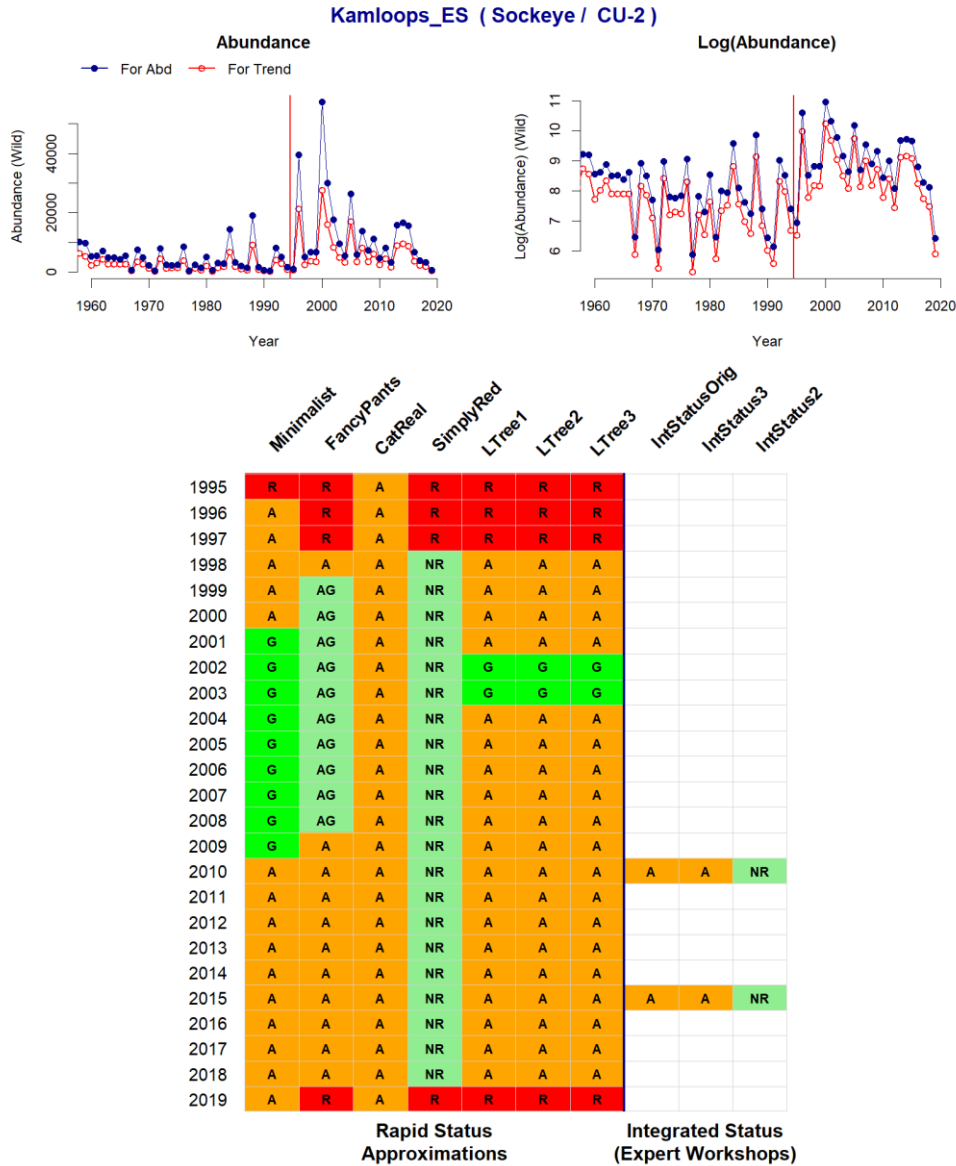 Kamloops_ES ( Sockeye / CU-2 )
Abundance
For Abd For Trend
Abundance (Wild)
0 20000 40000
1960 1970 1980 1990 2000 2010 2020
Year
Log(Abundance)
Log(Abundance) (Wild)
6 7 8 9 10 11
1960 1970 1980 1990 2000 2010 2020
Year
Minimalist FancyPants CatReal SimplyRed LTree1 LTree2 LTree3 IntStatusOrig IntStatus3 IntStatus2
1995 R R A R R R R
1996 A R A R R R R
1997 A R A R R R R
1998 A A A NR A A A
1999 A AG A NR A A A
2000 A AG A NR A A A
2001 G AG A NR A A A
2002 G AG A NR G G G
2003 G AG A NR G G G
2004 G AG A NR A A A
2005 G AG A NR A A A
2006 G AG A NR A A A
2007 G AG A NR A A A
2008 G AG A NR A A A
2009 G A A NR A A A
2010 A A A NR A A A A A NR
2011 A A A NR A A A
2012 A A A NR A A A
2013 A A A NR A A A
2014 A A A NR A A A
2015 A A A NR A A A A A NR
2016 A A A NR A A A
2017 A A A NR A A A
2018 A A A NR A A A
2019 A R A R R R R
Rapid Status
Approximations
Integrated Status
(Expert Workshops)